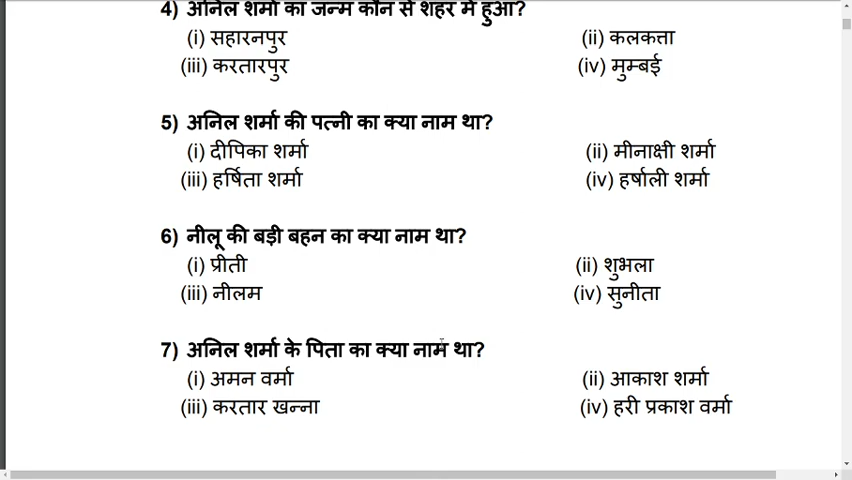 4) अनिल शर्मा का जन्म कौन से शहर में हुआ?
(i) सहारनपुर (ii) कलकत्ता
(iii) करतारपुर (iv) मुम्बई
5) अनिल शर्मा की पत्नी का क्या नाम था?
(i) दीपिका शर्मा (ii) मीनाक्षी शर्मा
(iii) हर्षिता शर्मा (iv) हर्षाली शर्मा
6) नीलू की बड़ी बहन का क्या नाम था?
(i) प्रीती (ii) शुभला
(iii) नीलम (iv) सुनीता
7) अनिल शर्मा के पिता का क्या नाम था?
(i) अमन वर्मा (ii) आकाश शर्मा
(iii) करतार खन्ना (iv) हरी प्रकाश वर्मा